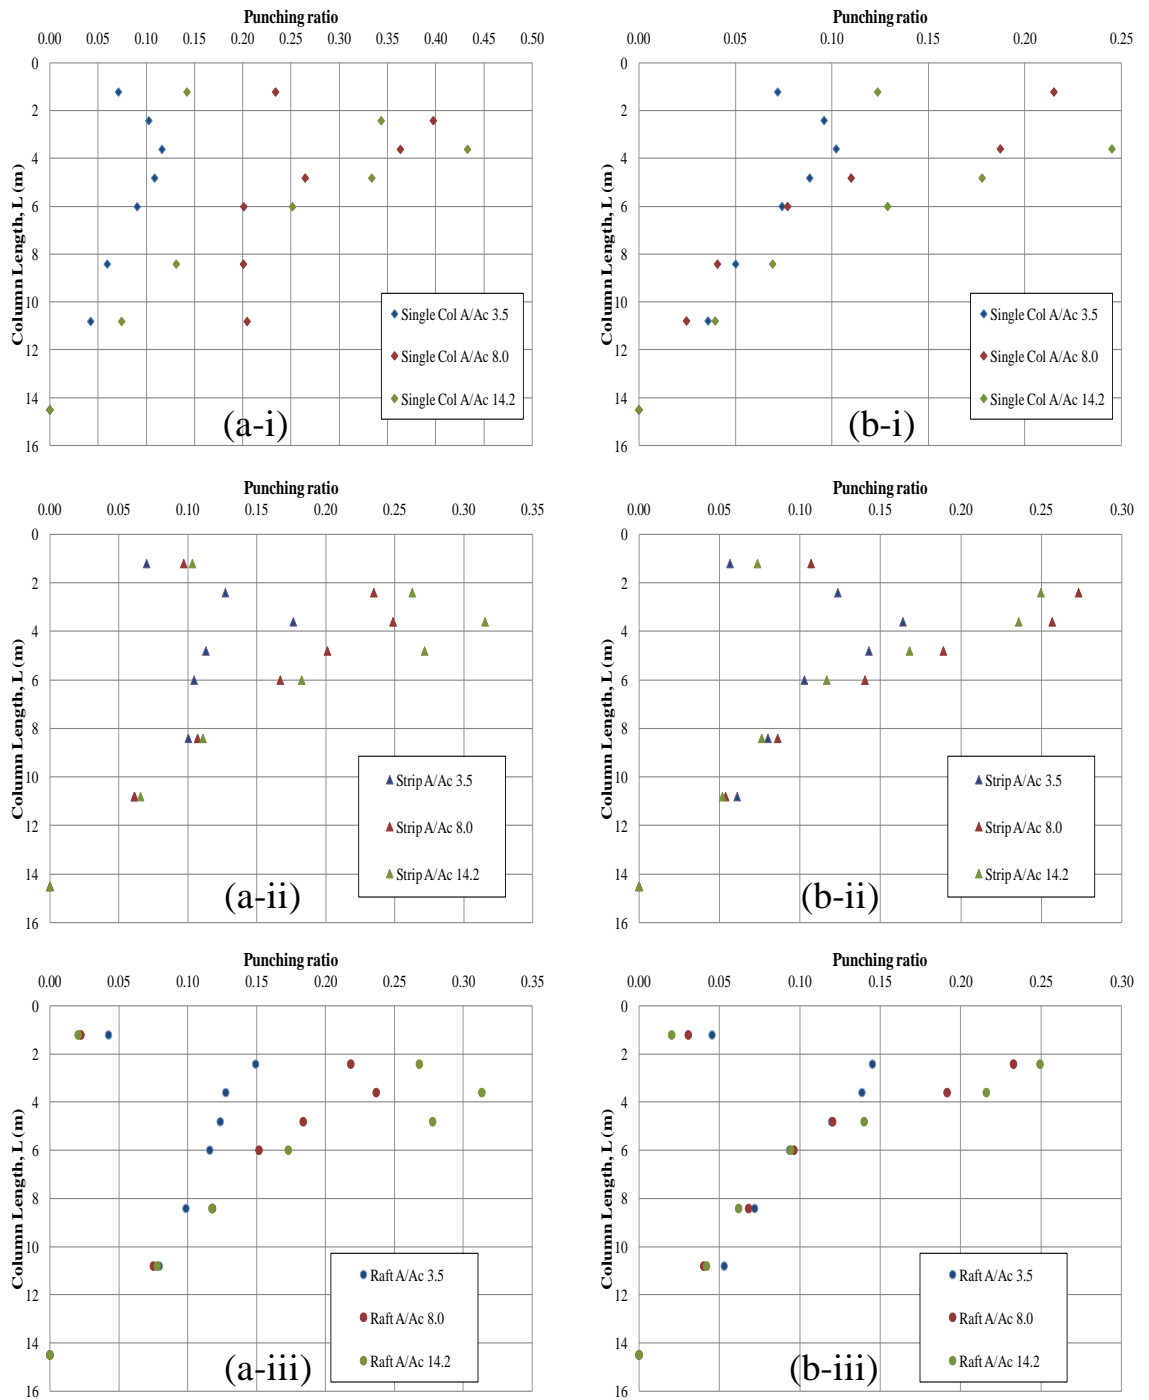 Punching ratio
0.00 0.05 0.10 0.15 0.20 0.25 0.30 0.35 0.40 0.45 0.50
0
2
4
6
8
10
12
14
16
Column Length, L (m)
Single Col A/Ac 3.5
Single Col A/Ac 8.0
Single Col A/Ac 14.2
(a-i)
Punching ratio
0.00 0.05 0.10 0.15 0.20 0.25
0
2
4
6
8
10
12
14
16
Column Length, L (m)
Single Col A/Ac 3.5
Single Col A/Ac 8.0
Single Col A/Ac 14.2
(b-i)
Punching ratio
0.00 0.05 0.10 0.15 0.20 0.25 0.30 0.35
0
2
4
6
8
10
12
14
16
Column Length, L (m)
Strip A/Ac 3.5
Strip A/Ac 8.0
Strip A/Ac 14.2
(a-ii)
Punching ratio
0.00 0.05 0.10 0.15 0.20 0.25 0.30
0
2
4
6
8
10
12
14
16
Column Length, L (m)
Strip A/Ac 3.5
Strip A/Ac 8.0
Strip A/Ac 14.2
(b-ii)
Punching ratio
0.00 0.05 0.10 0.15 0.20 0.25 0.30 0.35
0
2
4
6
8
10
12
14
16
Column Length, L (m)
Raft A/Ac 3.5
Raft A/Ac 8.0
Raft A/Ac 14.2
(a-iii)
Punching ratio
0.00 0.05 0.10 0.15 0.20 0.25 0.30
0
2
4
6
8
10
12
14
16
Column Length, L (m)
Raft A/Ac 3.5
Raft A/Ac 8.0
Raft A/Ac 14.2
(b-iii)